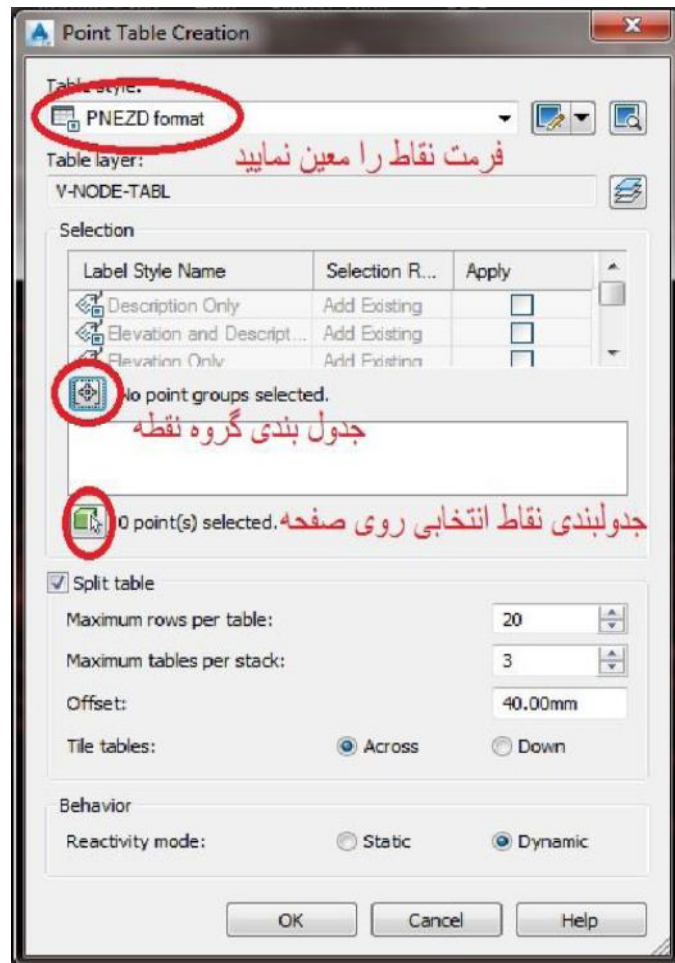 Point Table Creation
Table style:
PNEZD format
فرمت نقاط را معین نمایید
Table layer:
V-NODE-TABL
Selection
Label Style Name Selection R... Apply
Description Only Add Existing
Elevation and Descript... Add Existing
Elevation Only Add Existing
No point groups selected.
جدول بندی گروه نقطه
0 point(s) selected.
جدولبندی نقاط انتخابی روی صفحه
Split table
Maximum rows per table: 20
Maximum tables per stack: 3
Offset: 40.00mm
Tile tables: Across Down
Behavior
Reactivity mode: Static Dynamic
OK Cancel Help